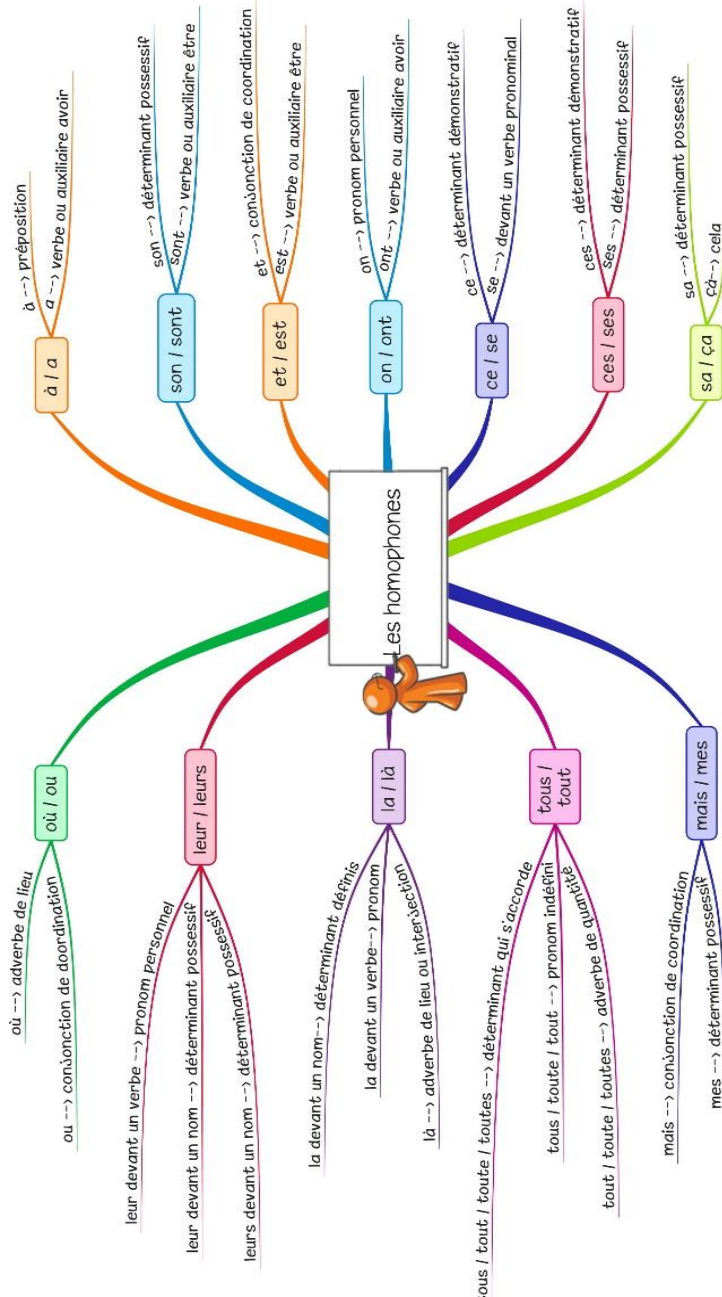 Les homophones
à / a
à --> préposition
a --> verbe ou auxiliaire avoir
son / sont
son --> déterminant possessif
sont --> verbe ou auxiliaire être
et / est
et --> conjonction de coordination
est --> verbe ou auxiliaire être
on / ont
on --> pronom personnel
ont --> verbe ou auxiliaire avoir
ce / se
ce --> déterminant démonstratif
se --> devant un verbe pronominal
ces / ses
ces --> déterminant démonstratif
ses --> déterminant possessif
sa / ça
sa --> déterminant possessif
çà--> cela
où / ou
où --> adverbe de lieu
ou --> conjonction de doordination
leur / leurs
leur devant un verbe --> pronom personnel
leur devant un nom --> déterminant possessif
leurs devant un nom --> déterminant possessif
la / là
la devant un nom--> déterminant définis
la devant un verbe--> pronom
là --> adverbe de lieu ou interjection
tous /
tout
tous / tout / toute / toutes --> déterminant qui s'accorde
tous / toute / tout --> pronom indéfini
tout / toute / toutes --> adverbe de quantité
mais / mes
mais --> conjonction de coordination
mes --> déterminant possessif